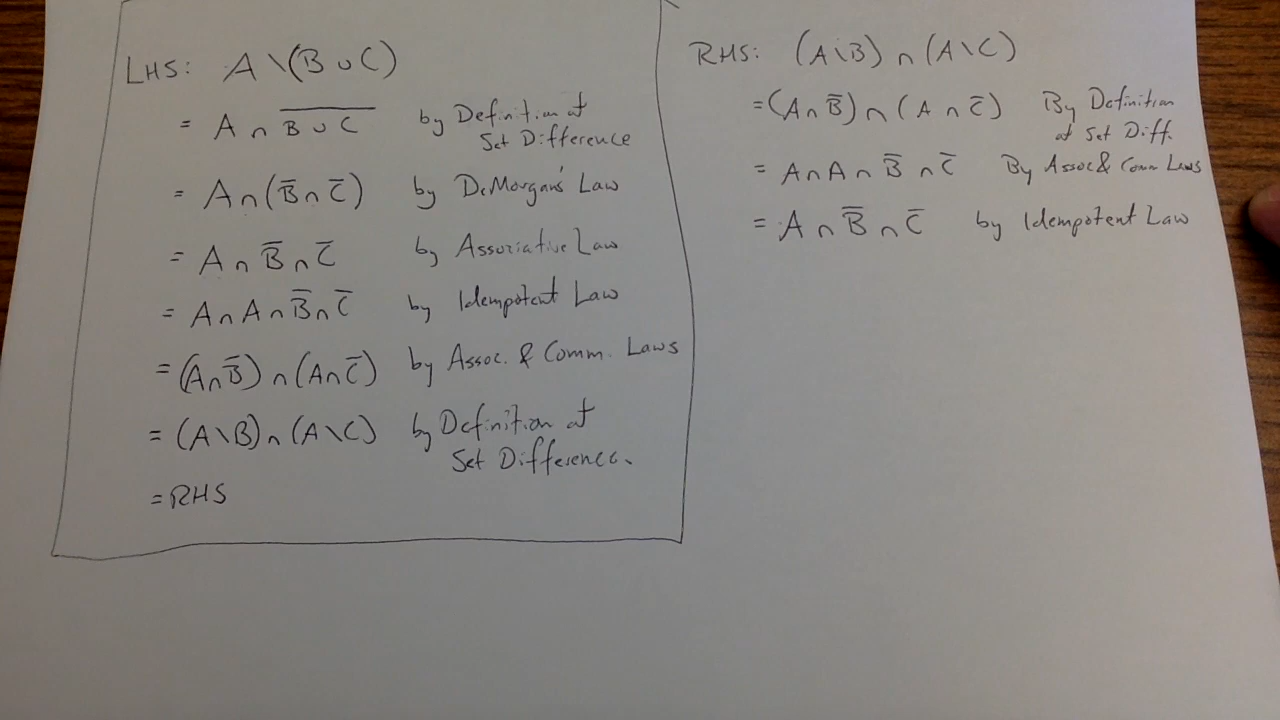 LHS: A \ (B ∪ C)
= A ∩ \overline{B ∪ C} by Definition of
Set Difference
= A ∩ (B̅ ∩ C̅) by DeMorgan's Law
= A ∩ B̅ ∩ C̅ by Associative Law
= A ∩ A ∩ B̅ ∩ C̅ by Idempotent Law
= (A ∩ B̅) ∩ (A ∩ C̅) by Assoc. & Comm. Laws
= (A \ B) ∩ (A \ C) by Definition of
Set Difference.
= RHS
RHS: (A \ B) ∩ (A \ C)
= (A ∩ B̅) ∩ (A ∩ C̅) By Definition
of Set Diff.
= A ∩ A ∩ B̅ ∩ C̅ By Assoc & Comm Laws
= A ∩ B̅ ∩ C̅ by Idempotent Law